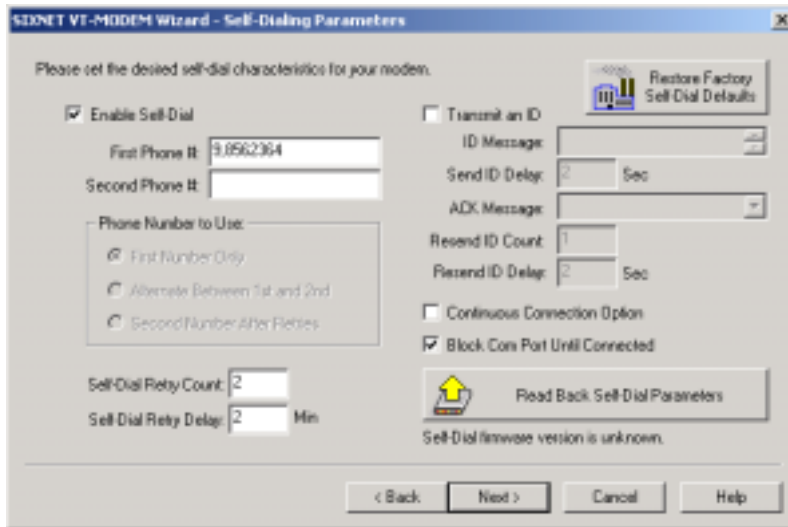 SIXNET VT-MODEM Wizard - Self-Dialing Parameters
Please set the desired self-dial characteristics for your modem.
Restore Factory
Self-Dial Defaults
Enable Self-Dial
First Phone #: 9,8562364
Second Phone #:
Phone Number to Use:
First Number Only
Alternate Between 1st and 2nd
Second Number After Retries
Self-Dial Retry Count: 2
Self-Dial Retry Delay: 2 Min
Transmit an ID
ID Message:
Send ID Delay: 2 Sec
ACK Message:
Resend ID Count: 1
Resend ID Delay: 2 Sec
Continuous Connection Option
Block Com Port Until Connected
Read Back Self-Dial Parameters
Self-Dial firmware version is unknown.
< Back
Next >
Cancel
Help